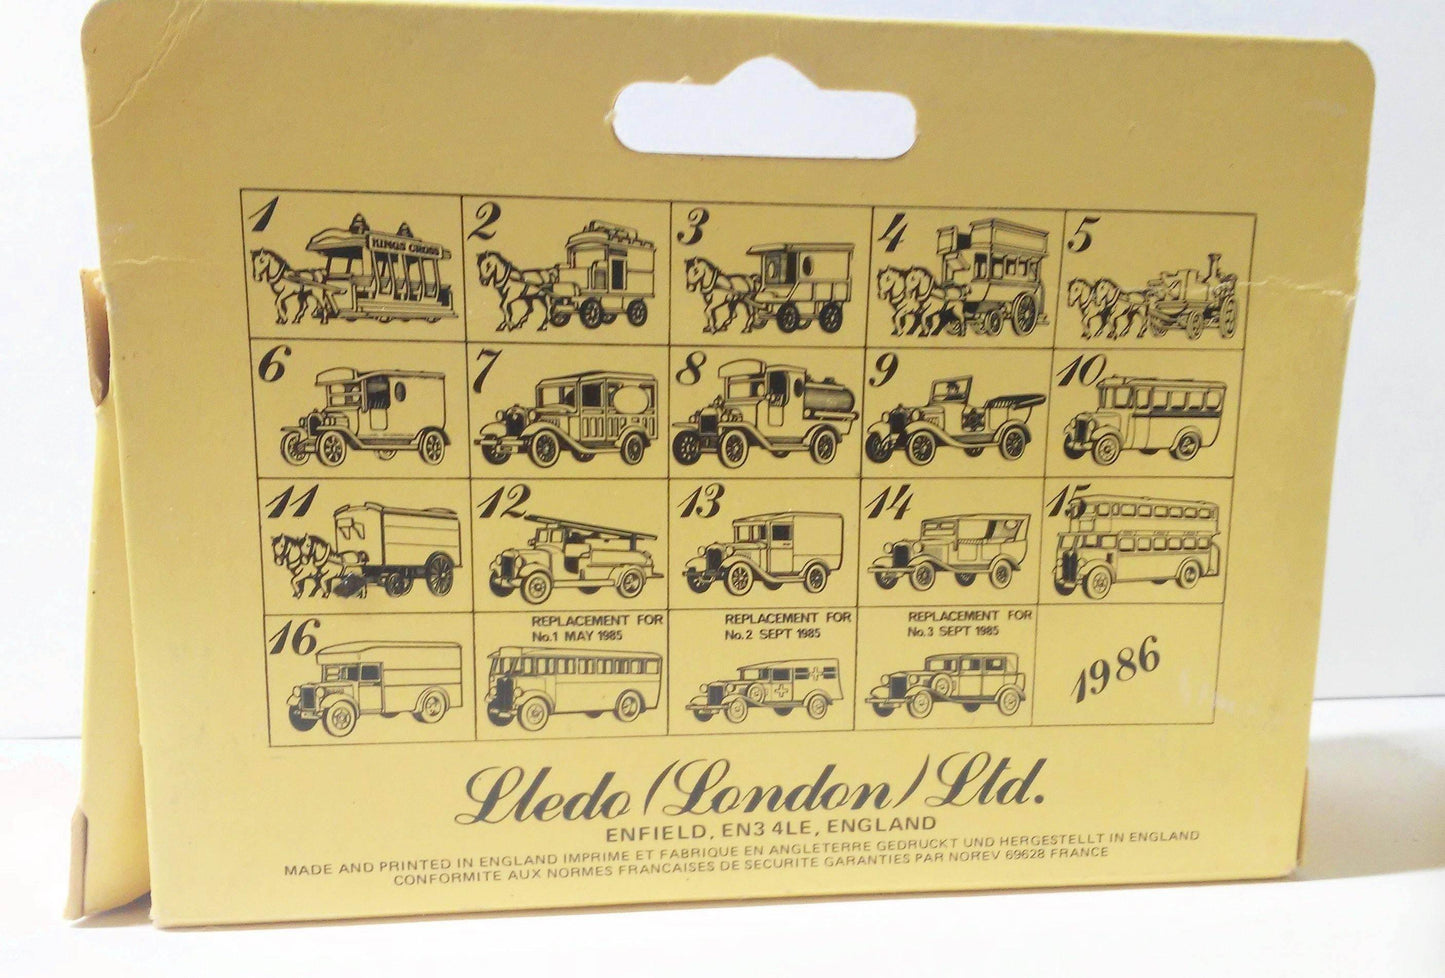 1
KINGS CROSS
2
3
4
5
6
7
8
9
10
11
12
13
14
15
16
REPLACEMENT FOR
No.1 MAY 1985
REPLACEMENT FOR
No.2 SEPT 1985
REPLACEMENT FOR
No.3 SEPT 1985
1986
Lledo (London) Ltd.
ENFIELD, EN3 4LE, ENGLAND
MADE AND PRINTED IN ENGLAND IMPRIME ET FABRIQUE EN ANGLETERRE GEDRUCKT UND HERGESTELLT IN ENGLAND
CONFORMITE AUX NORMES FRANCAISES DE SECURITE GARANTIES PAR NOREV 69628 FRANCE